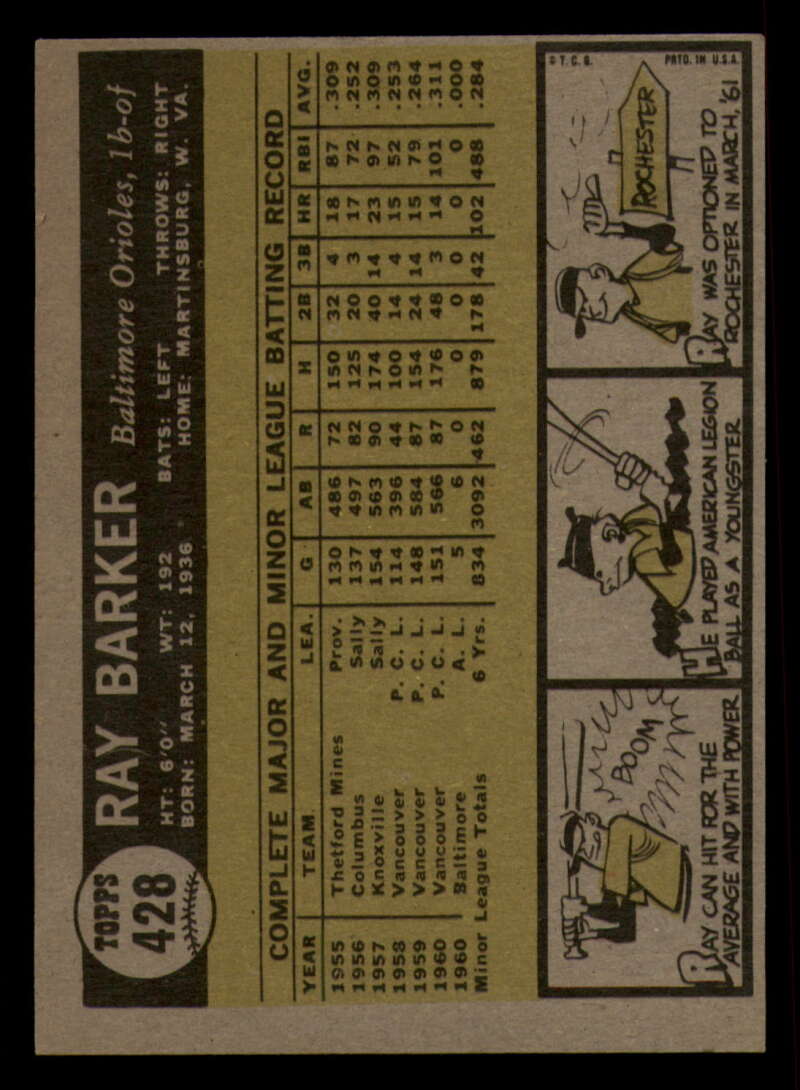 TOPPS
428
RAY BARKER Baltimore Orioles, 1b-of
HT: 6'0" WT: 192 BATS: LEFT THROWS: RIGHT
BORN: MARCH 12, 1936 HOME: MARTINSBURG, W. VA.
COMPLETE MAJOR AND MINOR LEAGUE BATTING RECORD
YEAR TEAM LEA. G AB R H 2B 3B HR RBI AVG.
1955 Thetford Mines Prov. 130 486 72 150 32 4 18 87 .309
1956 Columbus Sally 137 497 82 125 20 3 17 72 .252
1957 Knoxville Sally 154 563 90 174 40 14 23 97 .309
1958 Vancouver P. C. L. 114 396 44 100 14 4 15 52 .253
1959 Vancouver P. C. L. 148 584 87 154 24 14 15 79 .264
1960 Vancouver P. C. L. 151 566 87 176 48 3 14 101 .311
1960 Baltimore A. L. 5 6 0 0 0 0 0 0 .000
Minor League Totals 6 Yrs. 834 3092 462 879 178 42 102 488 .284
BOOM
RAY CAN HIT FOR THE
AVERAGE AND WITH POWER
HE PLAYED AMERICAN LEGION
BALL AS A YOUNGSTER
© T. C. G. PRTD. IN U.S.A.
ROCHESTER
RAY WAS OPTIONED TO
ROCHESTER IN MARCH, '61